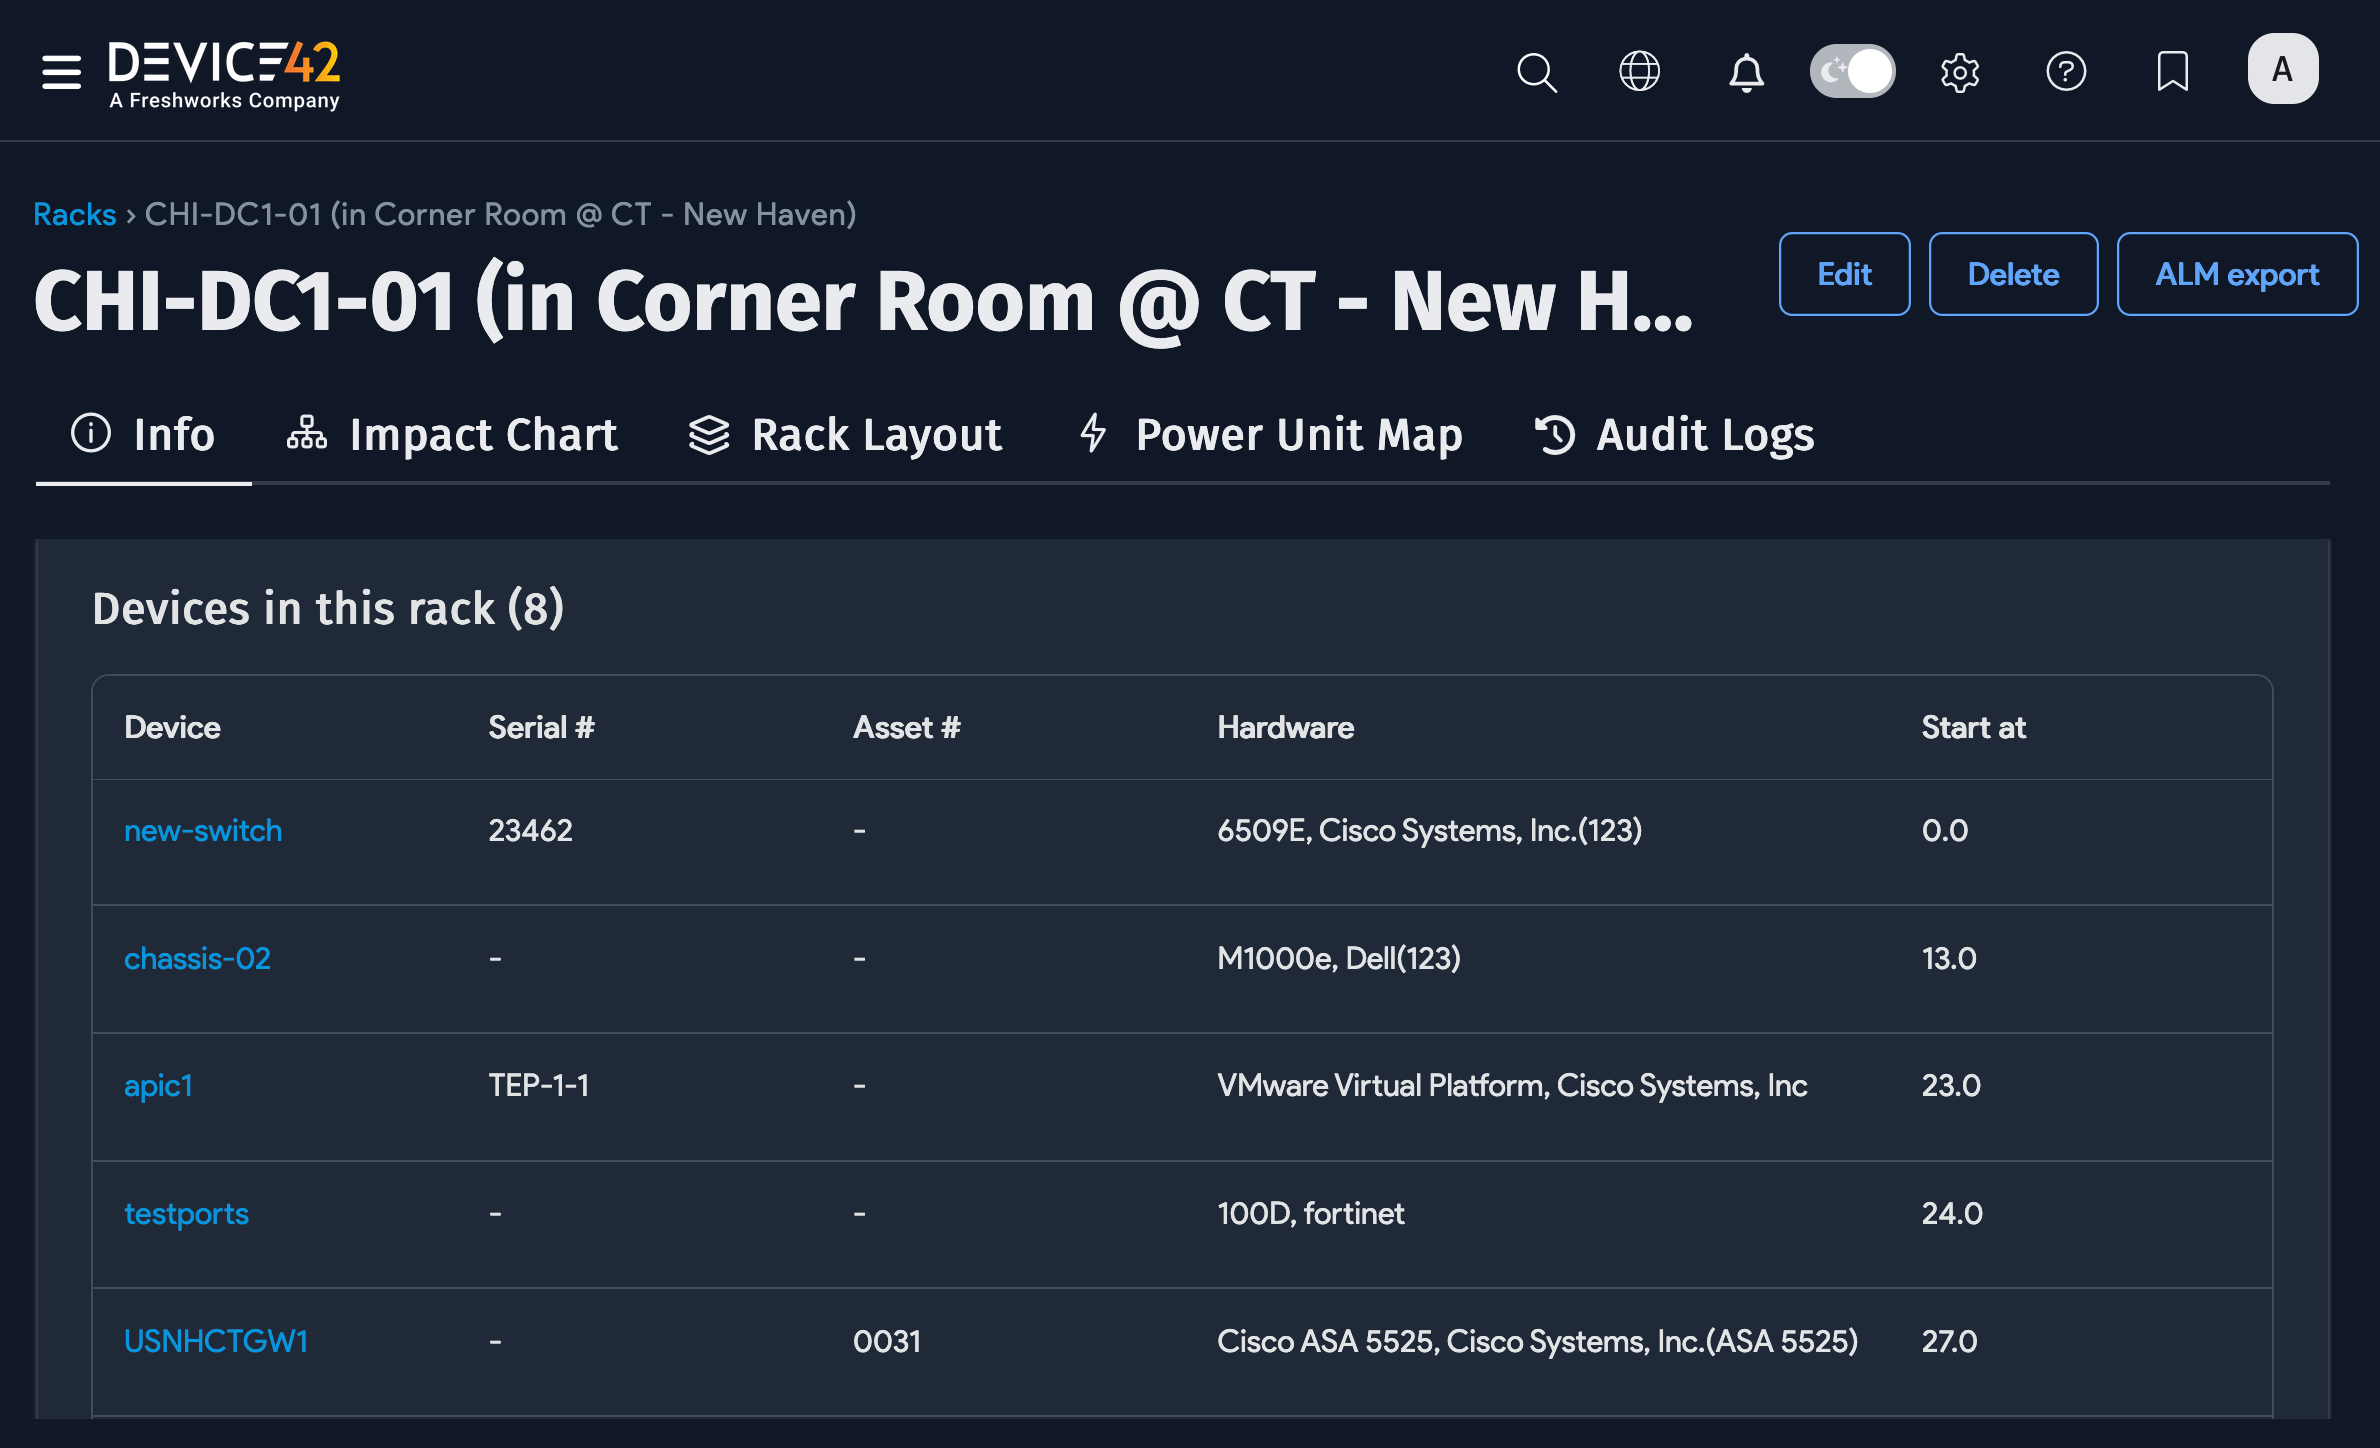 DEVICE42
A Freshworks Company
A
Racks › CHI-DC1-01 (in Corner Room @ CT - New Haven)
CHI-DC1-01 (in Corner Room @ CT - New H...
Edit Delete ALM export
Info Impact Chart Rack Layout Power Unit Map Audit Logs
Devices in this rack (8)
Device Serial # Asset # Hardware Start at
new-switch 23462 - 6509E, Cisco Systems, Inc.(123) 0.0
chassis-02 - - M1000e, Dell(123) 13.0
apic1 TEP-1-1 - VMware Virtual Platform, Cisco Systems, Inc 23.0
testports - - 100D, fortinet 24.0
USNHCTGW1 - 0031 Cisco ASA 5525, Cisco Systems, Inc.(ASA 5525) 27.0